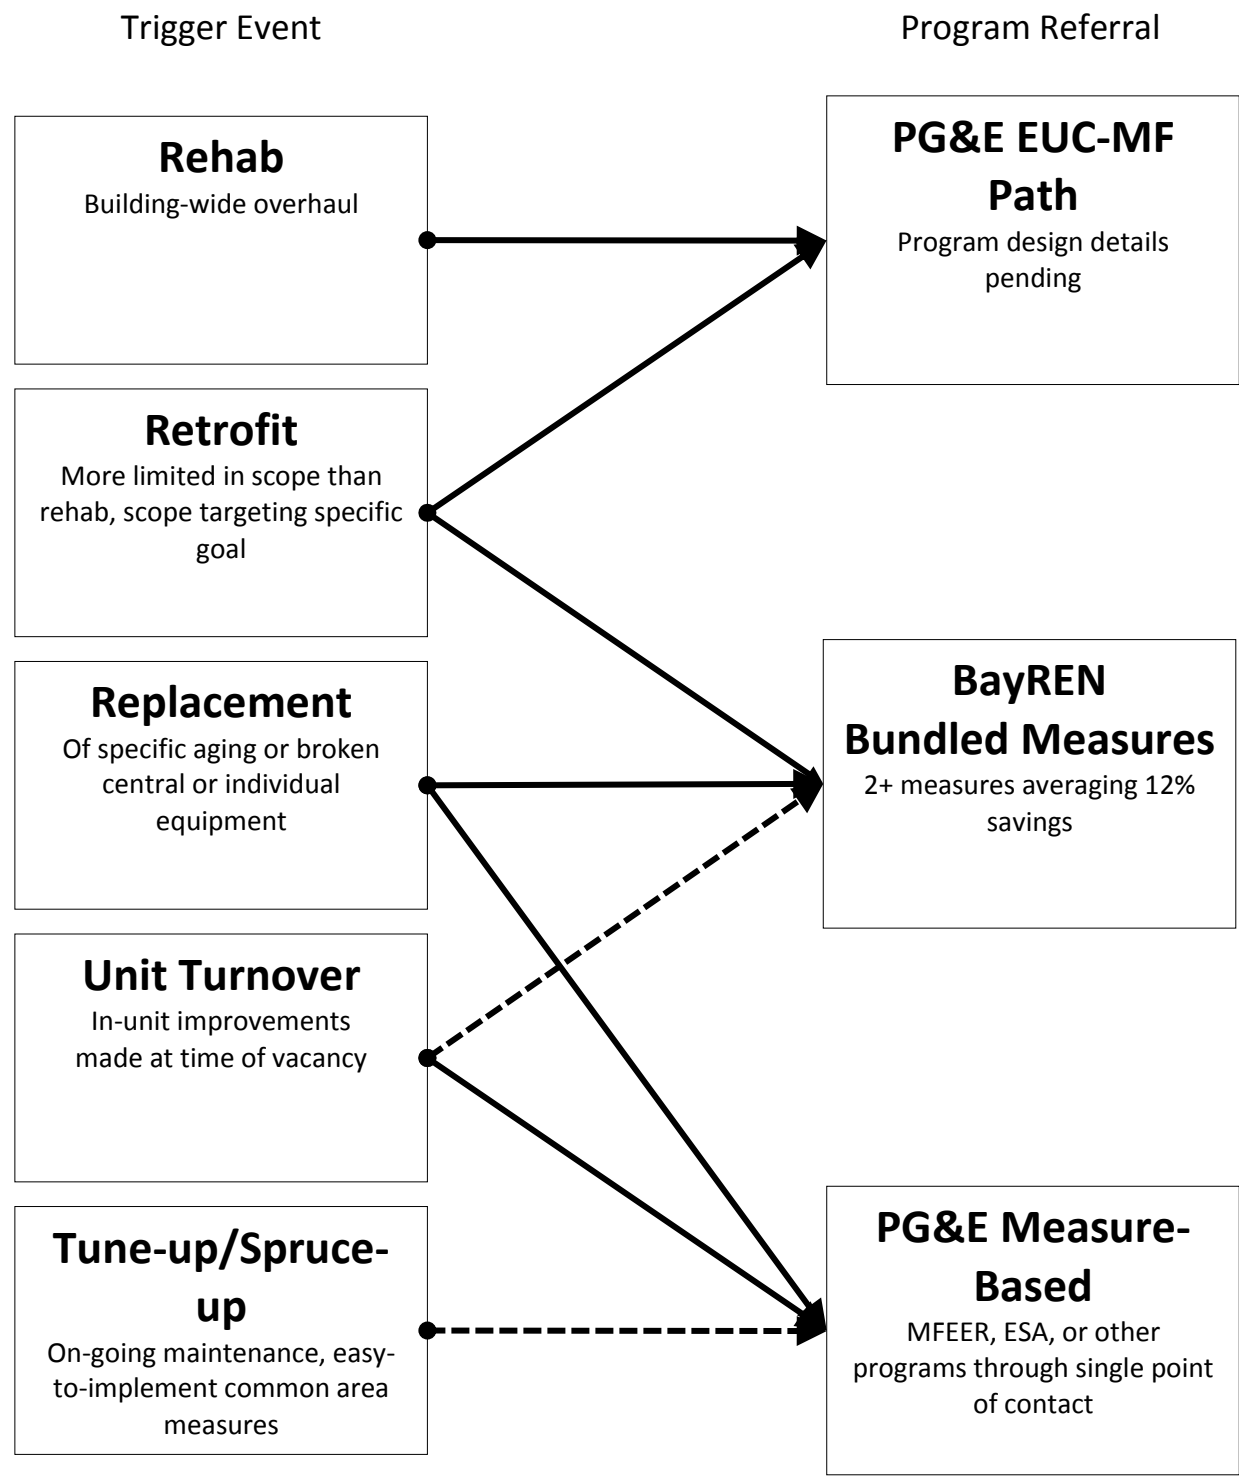 Trigger Event
Program Referral
Rehab
Building-wide overhaul
PG&E EUC-MF
Path
Program design details
pending
Retrofit
More limited in scope than
rehab, scope targeting specific
goal
Replacement
Of specific aging or broken
central or individual
equipment
BayREN
Bundled Measures
2+ measures averaging 12%
savings
Unit Turnover
In-unit improvements
made at time of vacancy
Tune-up/Spruce-
up
On-going maintenance, easy-
to-implement common area
measures
PG&E Measure-
Based
MFEER, ESA, or other
programs through single point
of contact